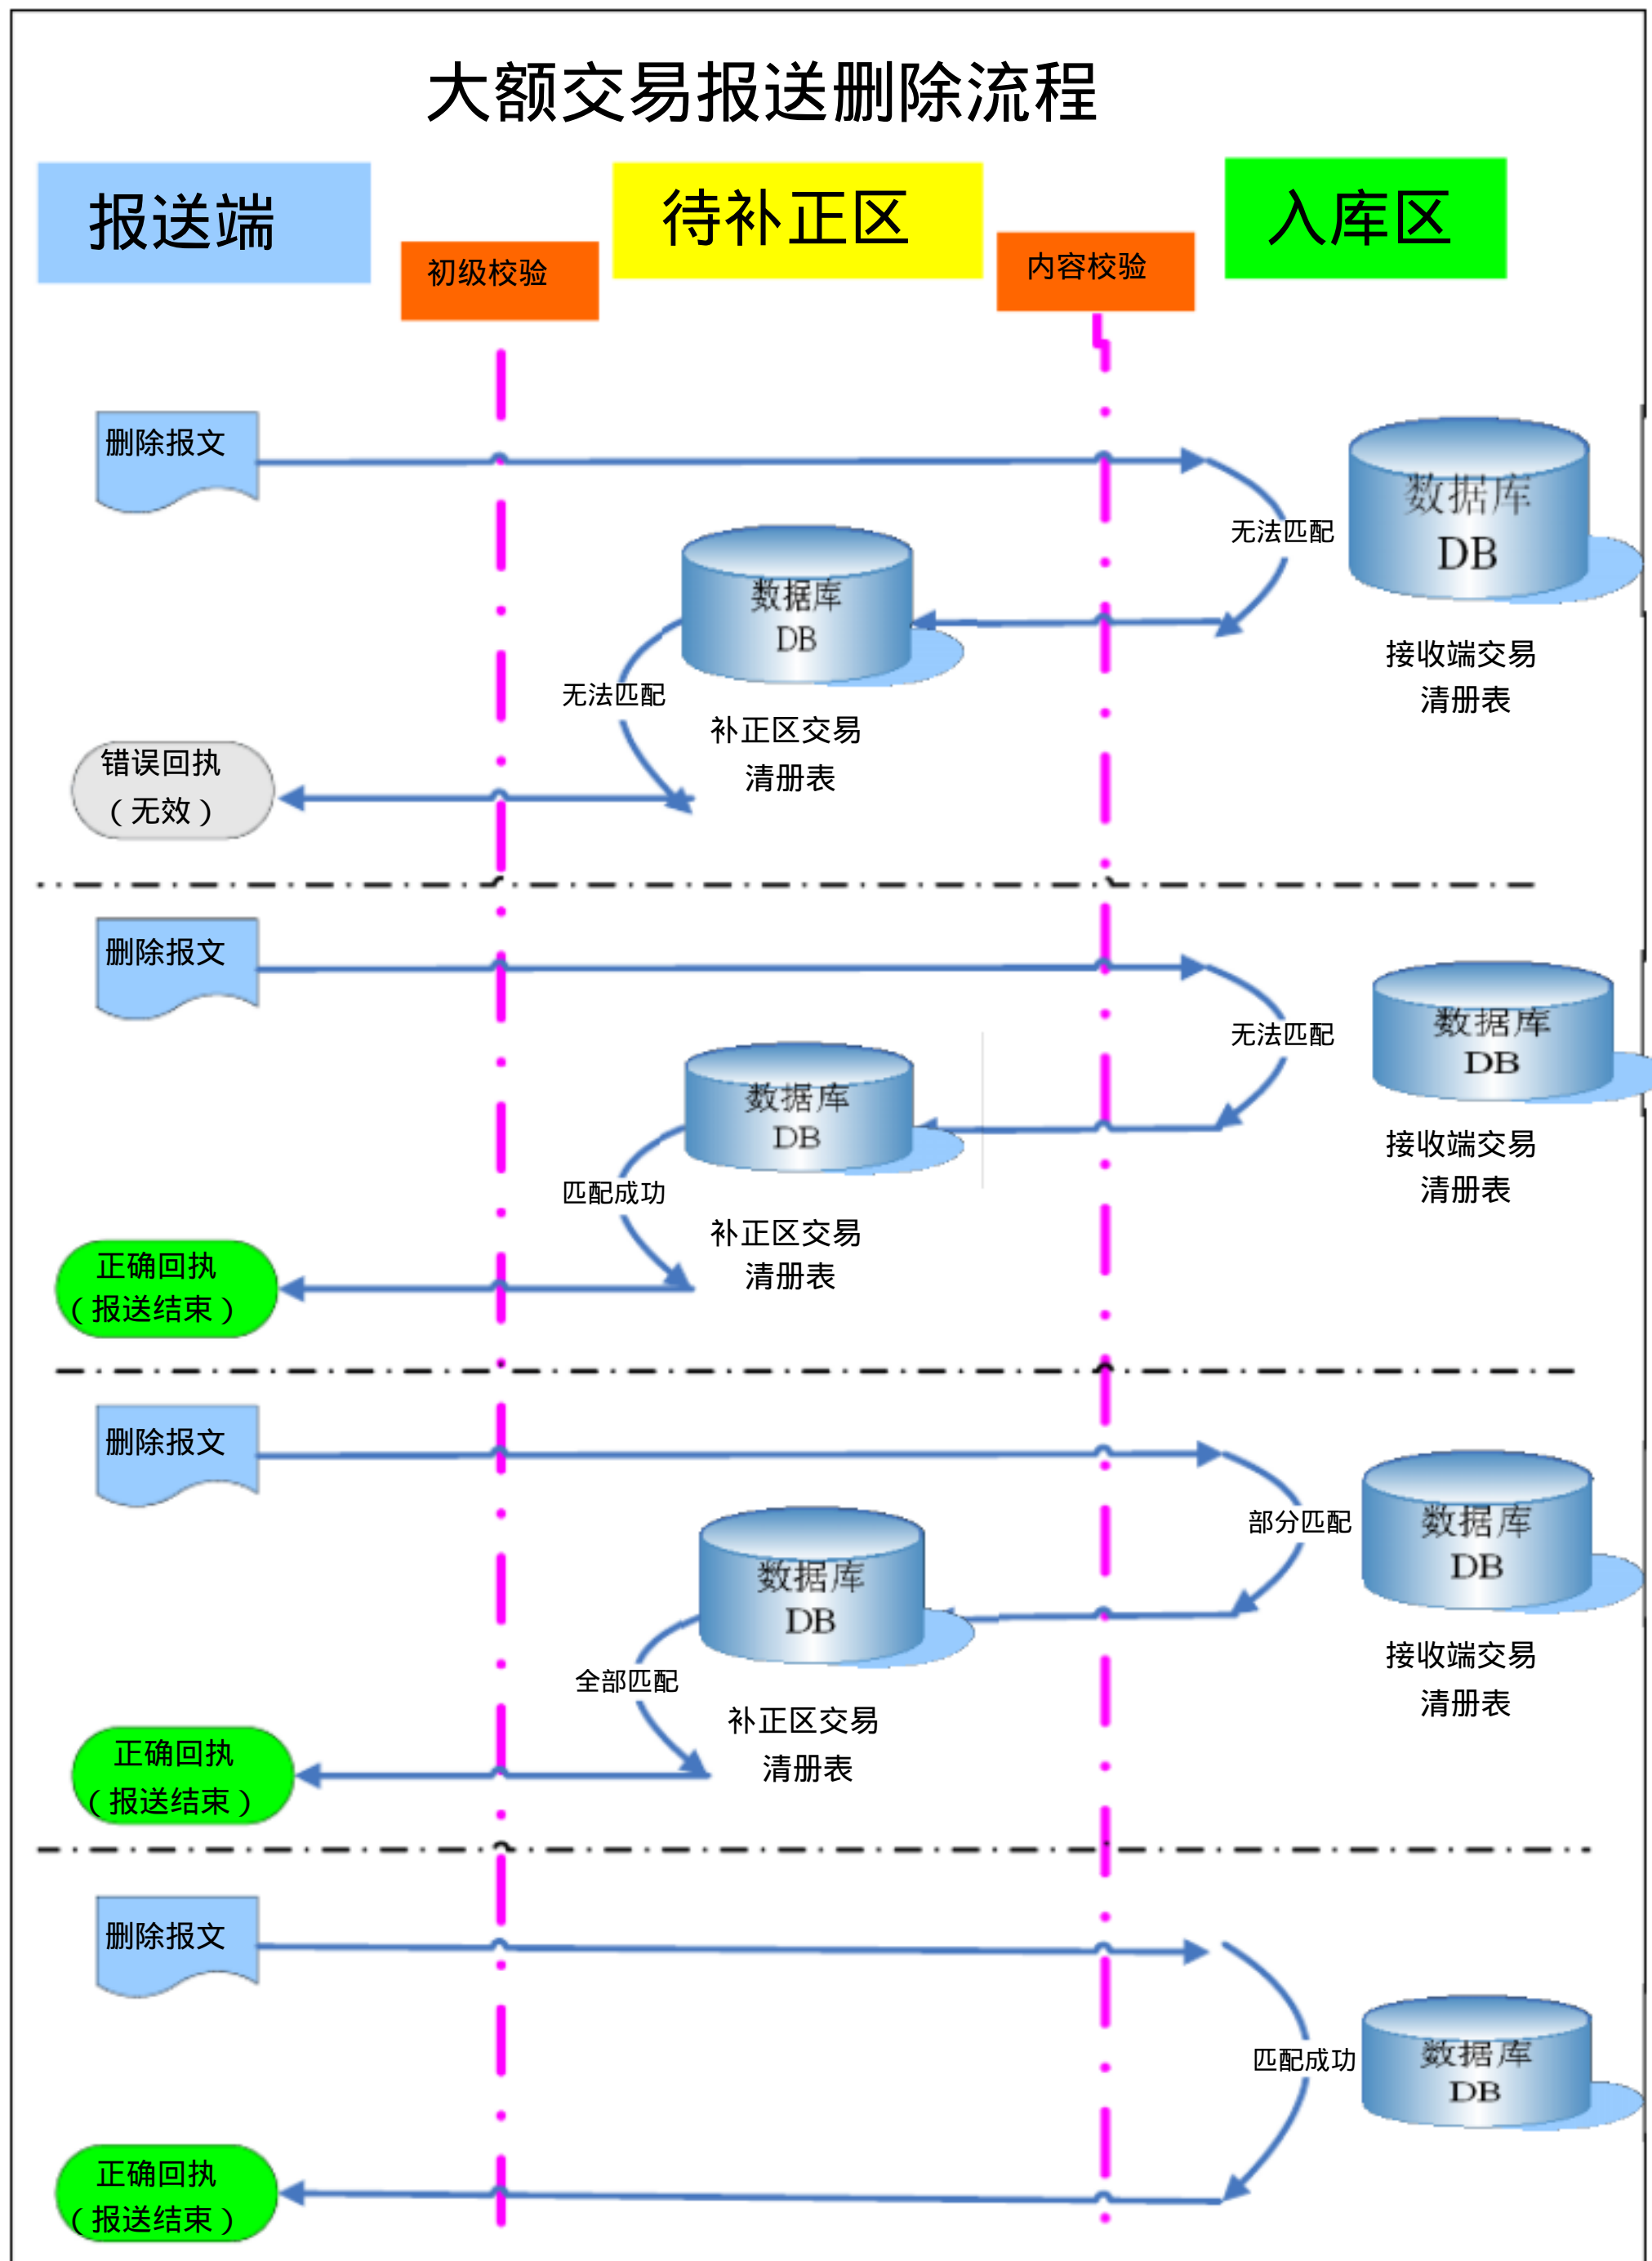 大额交易报送删除流程
报送端
待补正区
入库区
初级校验
内容校验
删除报文
数据库
DB
无法匹配
数据库
DB
接收端交易
清册表
无法匹配
补正区交易
清册表
错误回执
（无效）
删除报文
数据库
DB
无法匹配
数据库
DB
接收端交易
清册表
匹配成功
补正区交易
清册表
正确回执
（报送结束）
删除报文
部分匹配
数据库
DB
数据库
DB
接收端交易
清册表
全部匹配
补正区交易
清册表
正确回执
（报送结束）
删除报文
匹配成功
数据库
DB
正确回执
（报送结束）